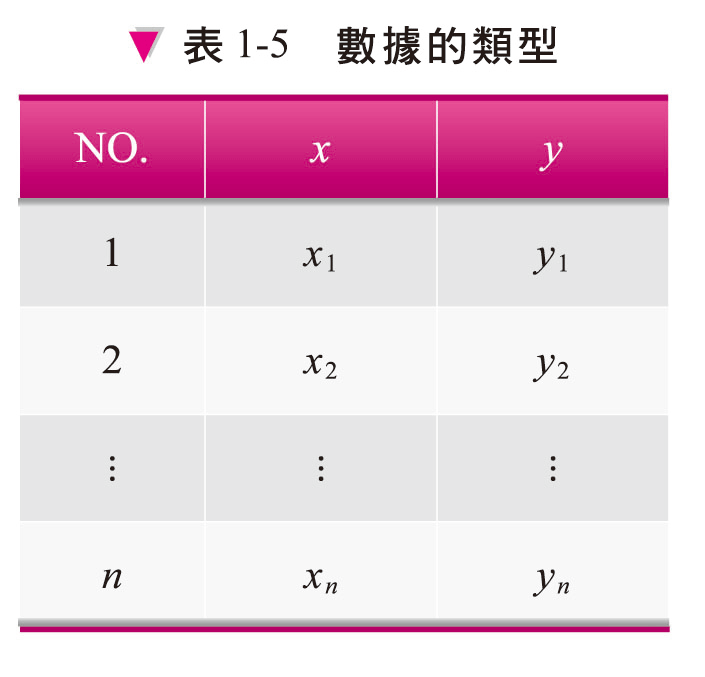 ▼ 表 1-5 數據的類型
NO. x y
1 x₁ y₁
2 x₂ y₂
⋮ ⋮ ⋮
n xₙ yₙ